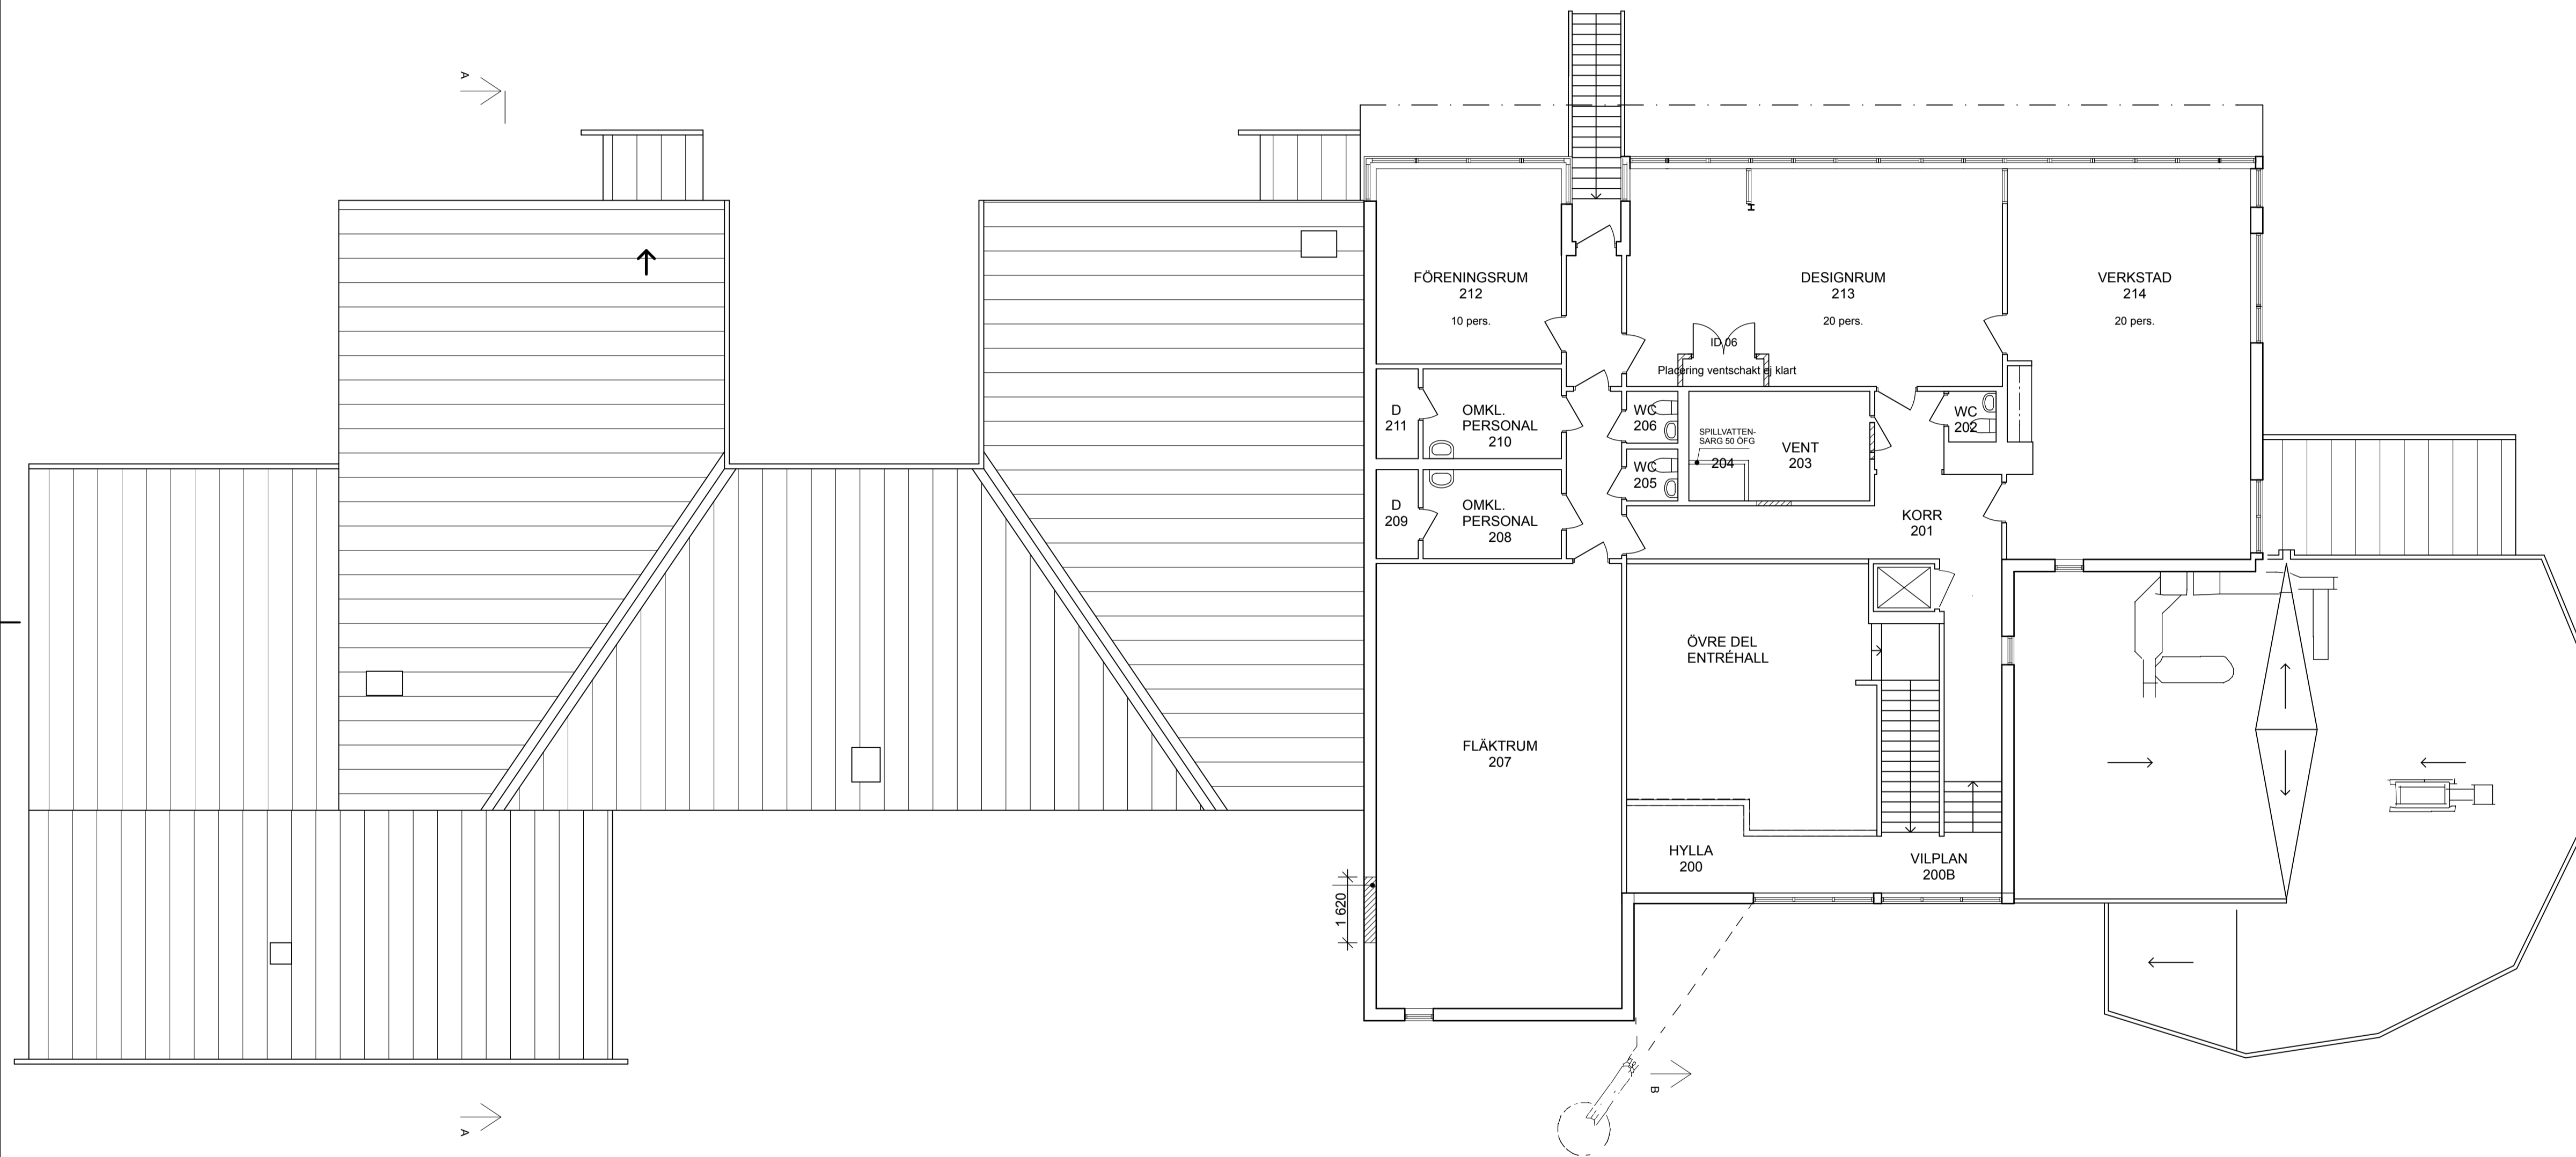 A
FÖRENINGSRUM
212
10 pers.
DESIGNRUM
213
20 pers.
VERKSTAD
214
20 pers.
ID 06
Placering ventschakt ej klart
D
211
OMKL.
PERSONAL
210
WC
206
SPILLVATTEN-
SARG 50 ÖFG
204
VENT
203
WC
202
WC
205
D
209
OMKL.
PERSONAL
208
KORR
201
ÖVRE DEL
ENTRÉHALL
FLÄKTRUM
207
HYLLA
200
VILPLAN
200B
1 620
B
A